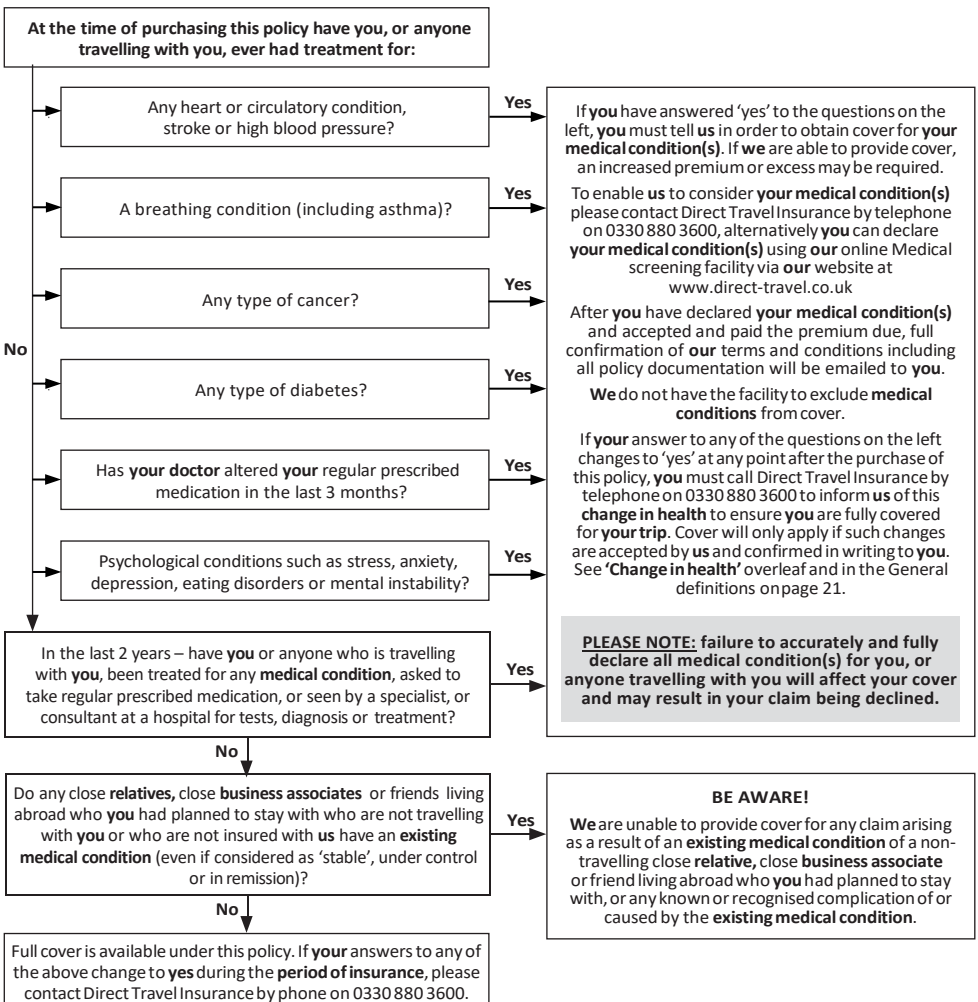 At the time of purchasing this policy have you, or anyone
travelling with you, ever had treatment for:
Any heart or circulatory condition,
stroke or high blood pressure?
Yes
A breathing condition (including asthma)?
Yes
Any type of cancer?
Yes
No
Any type of diabetes?
Yes
Has your doctor altered your regular prescribed
medication in the last 3 months?
Yes
Psychological conditions such as stress, anxiety,
depression, eating disorders or mental instability?
Yes
If you have answered ‘yes’ to the questions on the
left, you must tell us in order to obtain cover for your
medical condition(s). If we are able to provide cover,
an increased premium or excess may be required.
To enable us to consider your medical condition(s)
please contact Direct Travel Insurance by telephone
on 0330 880 3600, alternatively you can declare
your medical condition(s) using our online Medical
screening facility via our website at
www.direct-travel.co.uk
After you have declared your medical condition(s)
and accepted and paid the premium due, full
confirmation of our terms and conditions including
all policy documentation will be emailed to you.
We do not have the facility to exclude medical
conditions from cover.
If your answer to any of the questions on the left
changes to ‘yes’ at any point after the purchase of
this policy, you must call Direct Travel Insurance by
telephone on 0330 880 3600 to inform us of this
change in health to ensure you are fully covered
for your trip. Cover will only apply if such changes
are accepted by us and confirmed in writing to you.
See ‘Change in health’ overleaf and in the General
definitions on page 21.
PLEASE NOTE: failure to accurately and fully
declare all medical condition(s) for you, or
anyone travelling with you will affect your cover
and may result in your claim being declined.
In the last 2 years – have you or anyone who is travelling
with you, been treated for any medical condition, asked to
take regular prescribed medication, or seen by a specialist, or
consultant at a hospital for tests, diagnosis or treatment?
Yes
No
Do any close relatives, close business associates or friends living
abroad who you had planned to stay with who are not travelling
with you or who are not insured with us have an existing
medical condition (even if considered as ‘stable’, under control
or in remission)?
Yes
BE AWARE!
We are unable to provide cover for any claim arising
as a result of an existing medical condition of a non-
travelling close relative, close business associate
or friend living abroad who you had planned to stay
with, or any known or recognised complication of or
caused by the existing medical condition.
No
Full cover is available under this policy. If your answers to any of
the above change to yes during the period of insurance, please
contact Direct Travel Insurance by phone on 0330 880 3600.